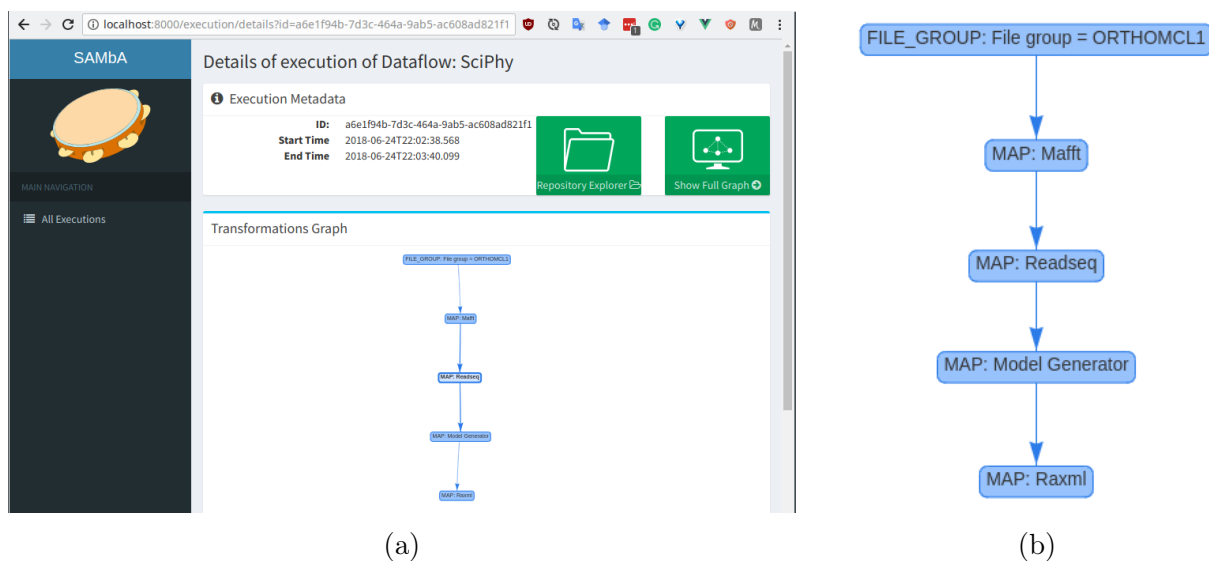 localhost:8000/execution/details?id=a6e1f94b-7d3c-464a-9ab5-ac608ad821f1
1
SAMbA
MAIN NAVIGATION
All Executions
Details of execution of Dataflow: SciPhy
Execution Metadata
ID: a6e1f94b-7d3c-464a-9ab5-ac608ad821f1
Start Time 2018-06-24T22:02:38.568
End Time 2018-06-24T22:03:40.099
Repository Explorer
Show Full Graph
Transformations Graph
FILE_GROUP: File group = ORTHOMCL1
MAP: Mafft
MAP: Readseq
MAP: Model Generator
MAP: Raxml
(a)
FILE_GROUP: File group = ORTHOMCL1
MAP: Mafft
MAP: Readseq
MAP: Model Generator
MAP: Raxml
(b)